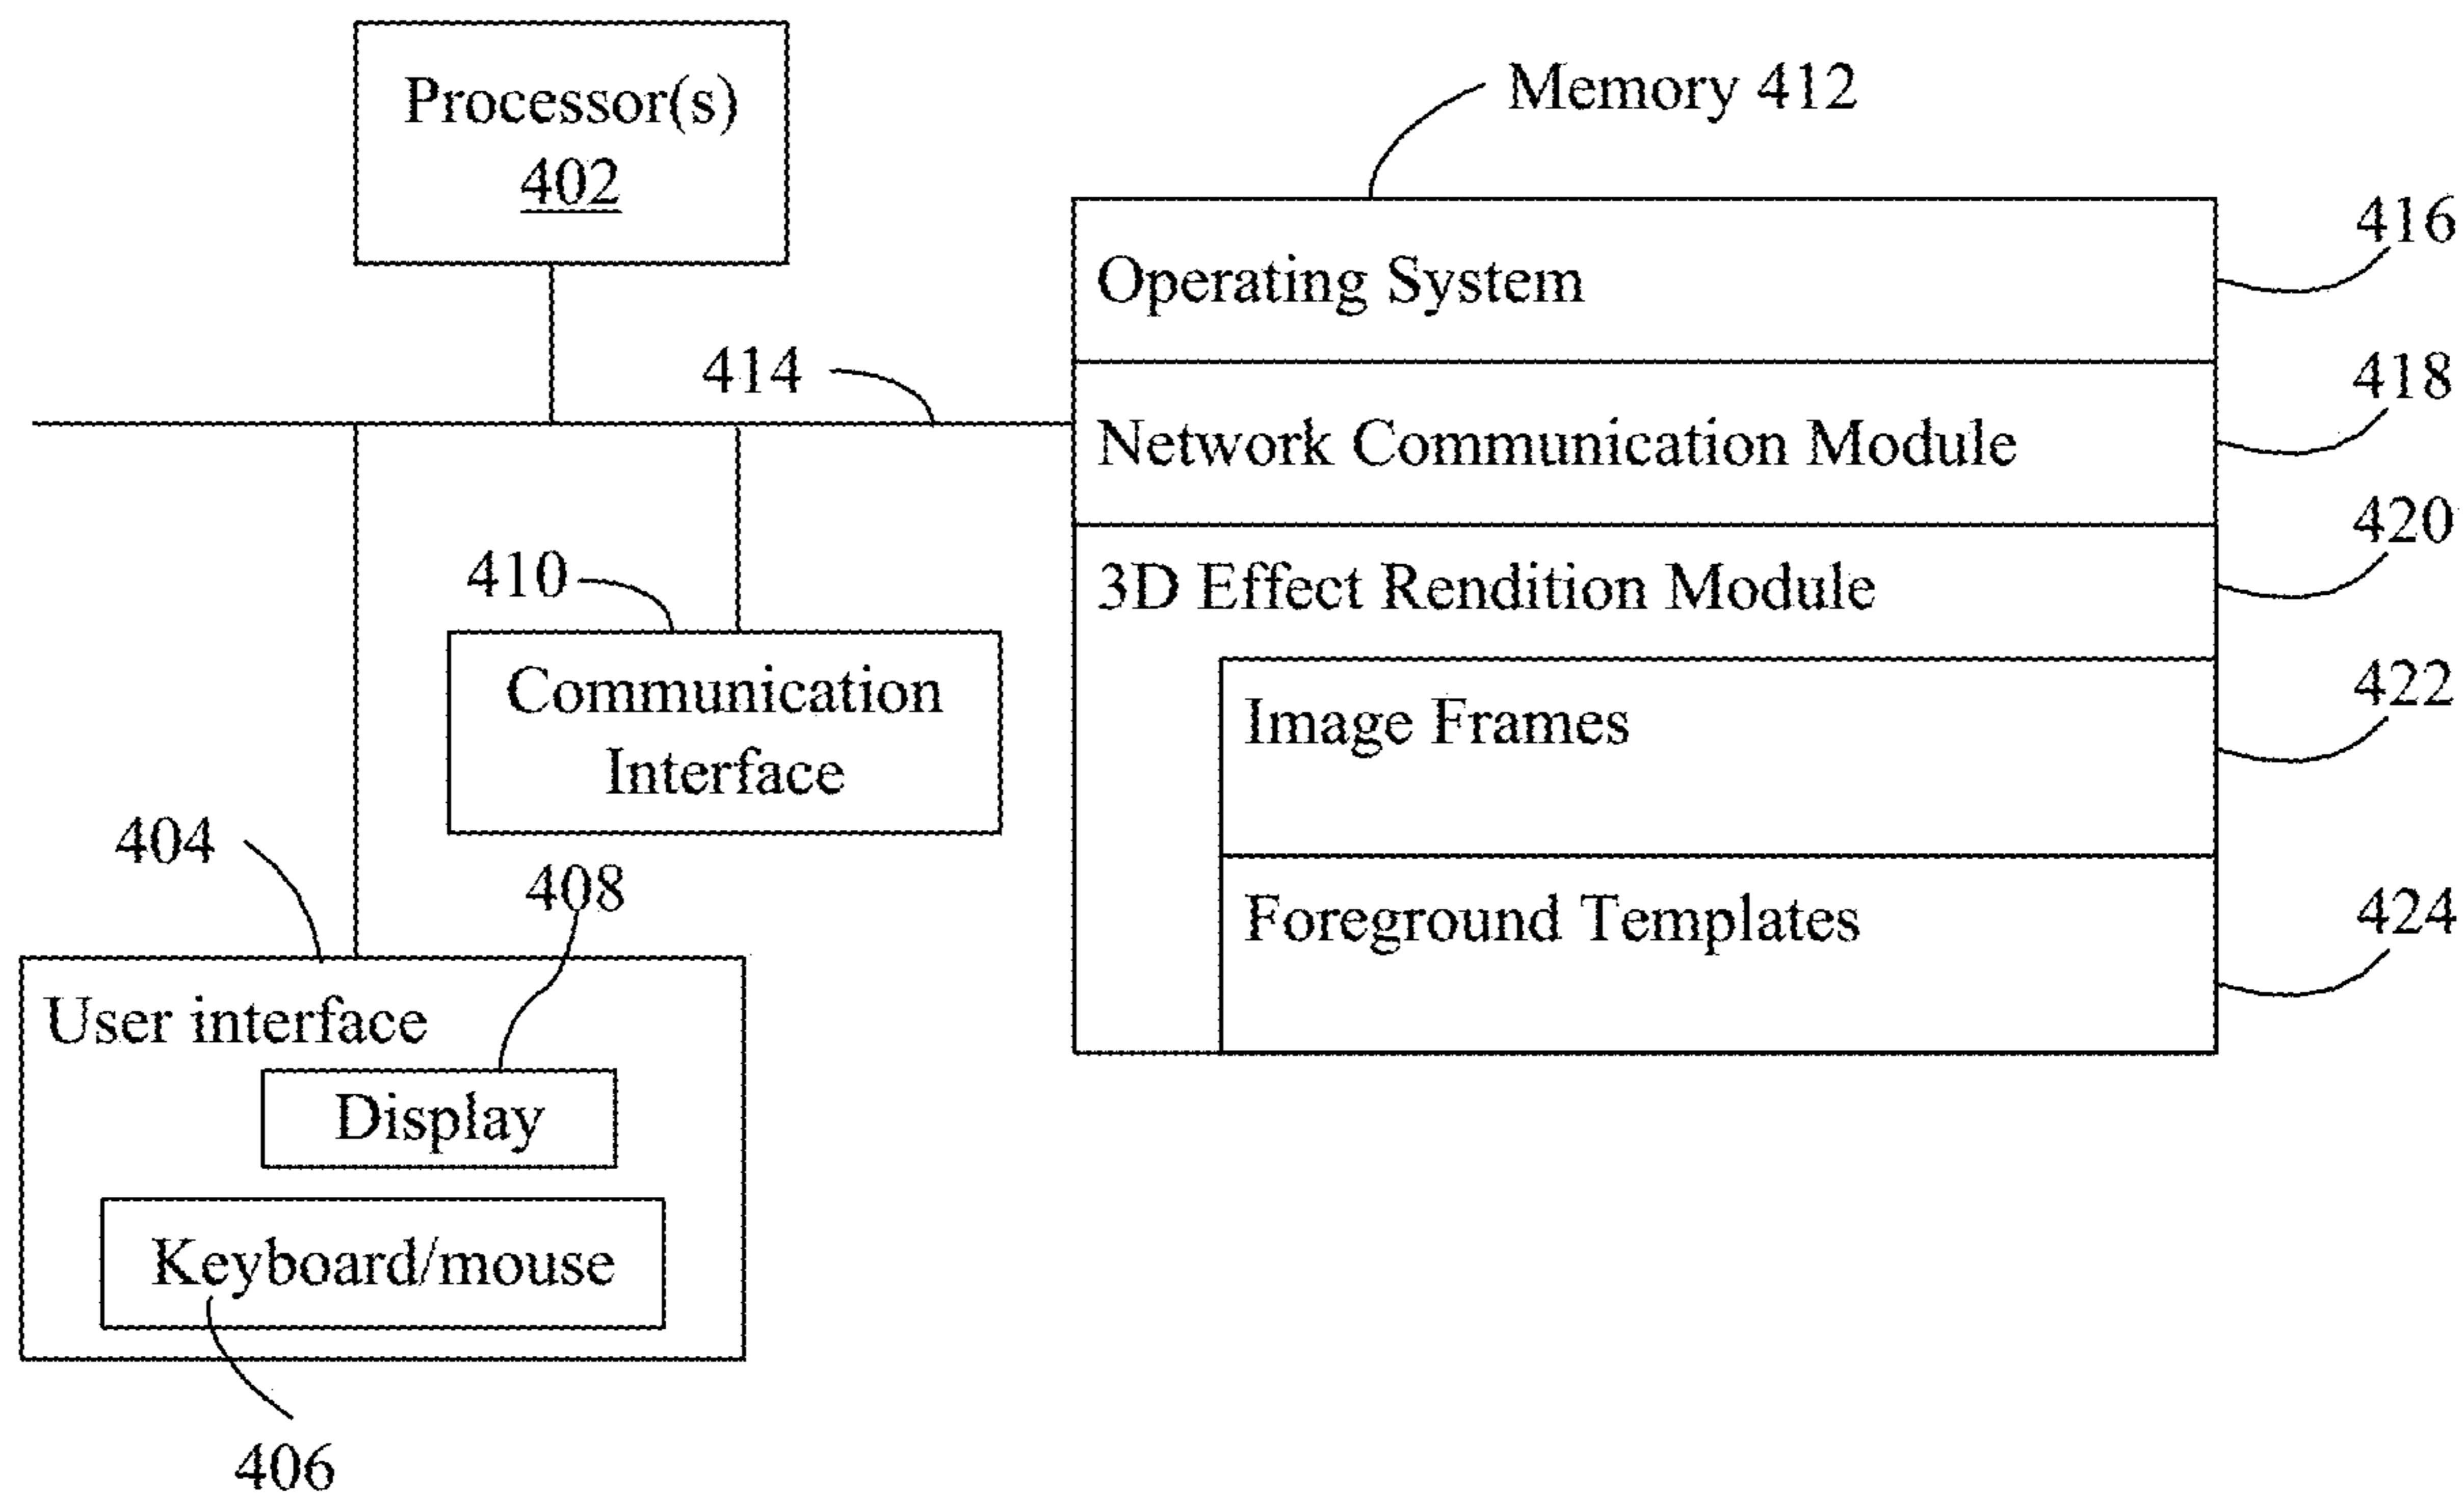 Processor(s)
402
Memory 412
Operating System
416
414
Network Communication Module
418
3D Effect Rendition Module
420
410
Communication
Interface
Image Frames
422
404
408
Foreground Templates
424
User interface
Display
Keyboard/mouse
406